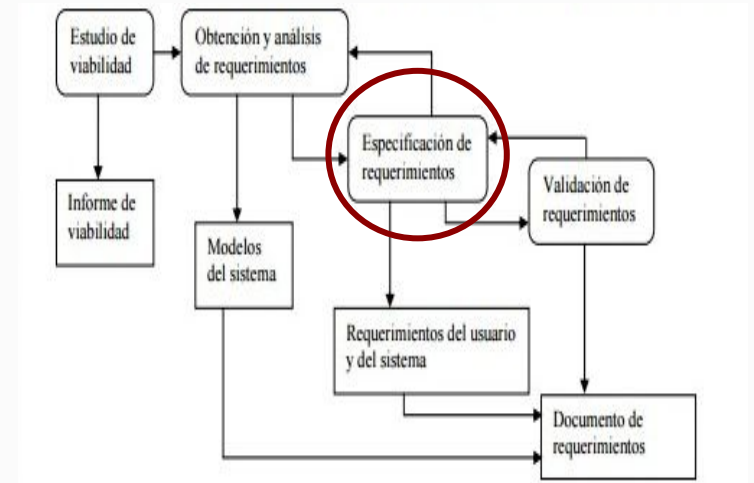 Estudio de
viabilidad
Obtención y análisis
de requerimientos
Especificación de
requerimientos
Validación de
requerimientos
Informe de
viabilidad
Modelos
del sistema
Requerimientos del usuario
y del sistema
Documento de
requerimientos